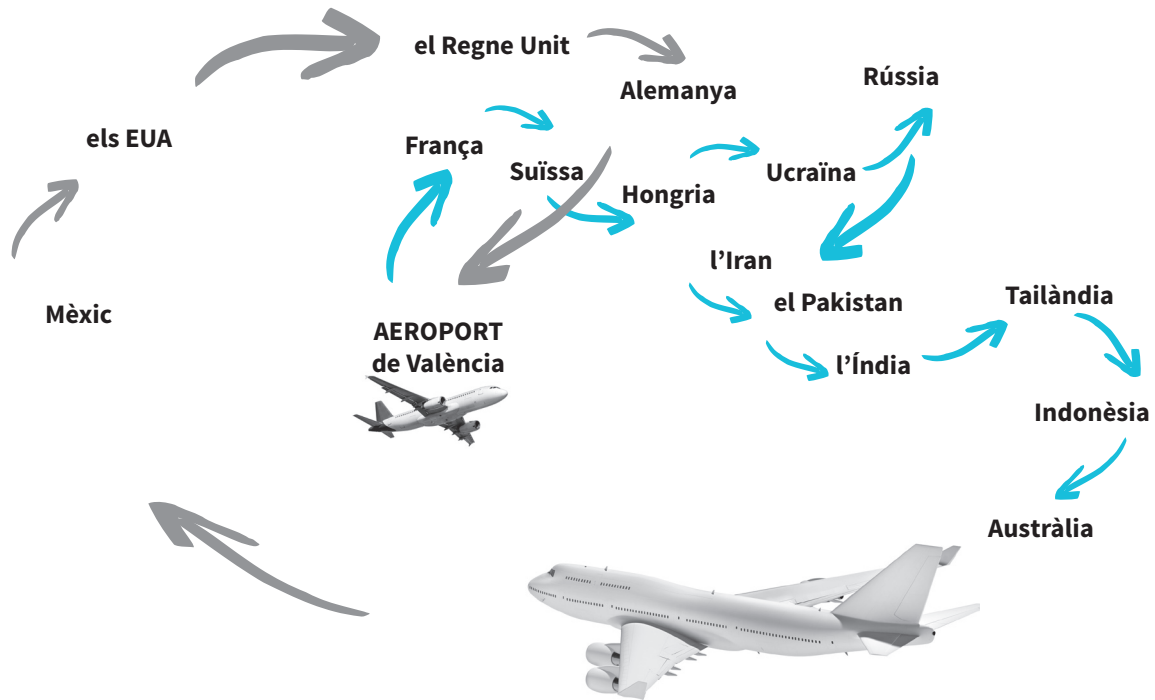 el Regne Unit
Rússia
Alemanya
els EUA
França
Suïssa
Ucraïna
Hongria
l’Iran
Tailàndia
el Pakistan
Mèxic
AEROPORT
de València
l’Índia
Indonèsia
Austràlia